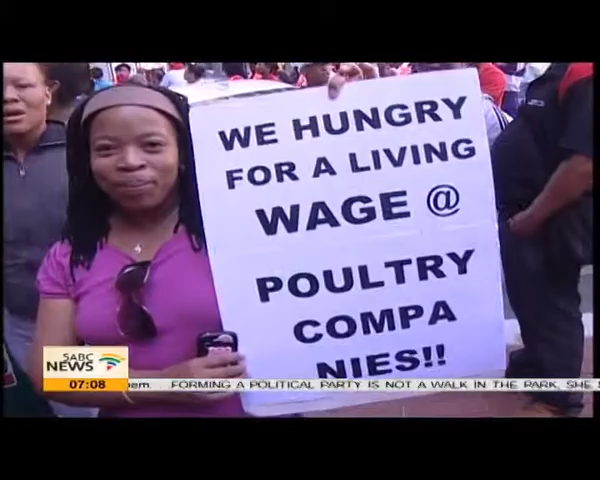 WE HUNGRY
FOR A LIVING
WAGE @
POULTRY
COMPA
NIES!!
SABC
NEWS
07:08
FORMING A POLITICAL PARTY IS NOT A WALK IN THE PARK, SHE